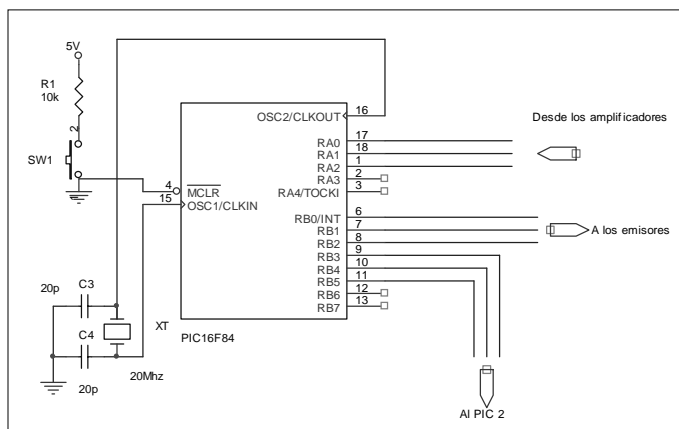 5V
R1
10k
2
SW1
OSC2/CLKOUT
16
Desde los amplificadores
RA0
17
RA1
18
RA2
1
RA3
2
RA4/TOCKI
3
4
MCLR
15
OSC1/CLKIN
RB0/INT
6
RB1
7
A los emisores
RB2
8
RB3
9
RB4
10
RB5
11
RB6
12
RB7
13
20p
C3
C4
XT
PIC16F84
20Mhz
20p
Al PIC 2